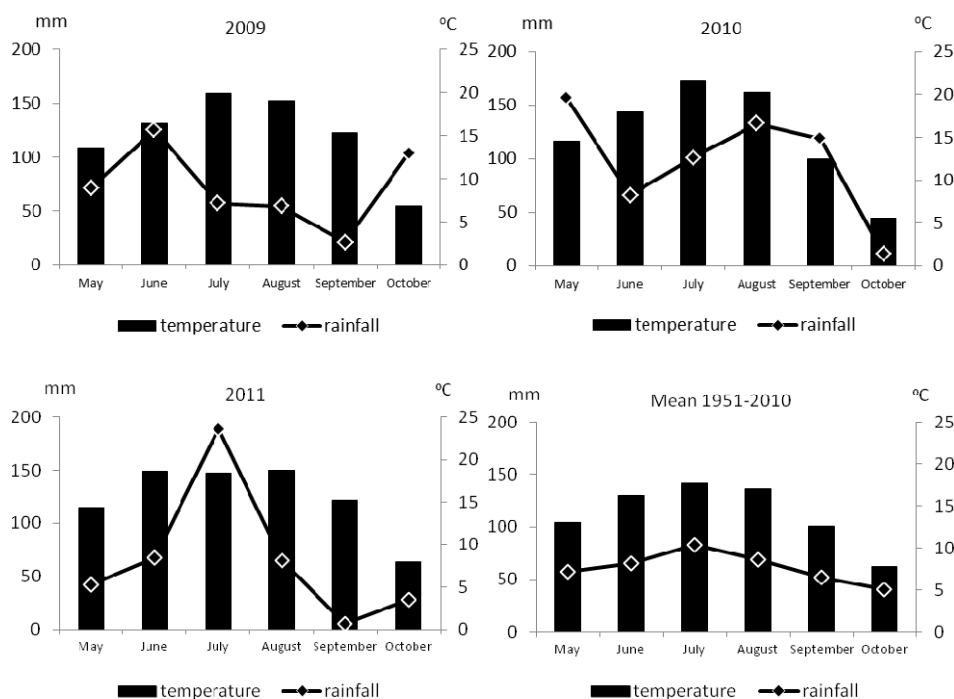 mm 2009 ºC
200 25
150 20
100 15
10
50 5
0 0
May June July August September October
temperature rainfall
mm 2010 ºC
200 25
150 20
100 15
10
50 5
0 0
May June July August September October
temperature rainfall
mm 2011 ºC
200 25
150 20
100 15
10
50 5
0 0
May June July August September October
temperature rainfall
mm Mean 1951-2010 ºC
200 25
150 20
100 15
10
50 5
0 0
May June July August September October
temperature rainfall